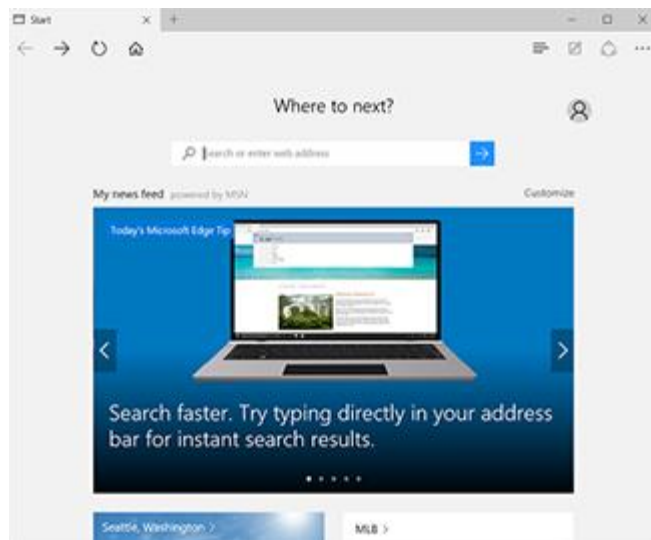 Start
Where to next?
Search or enter web address
My news feed powered by MSN
Customize
Today's Microsoft Edge Tip
Search faster. Try typing directly in your address
bar for instant search results.
Seattle, Washington >
MLB >